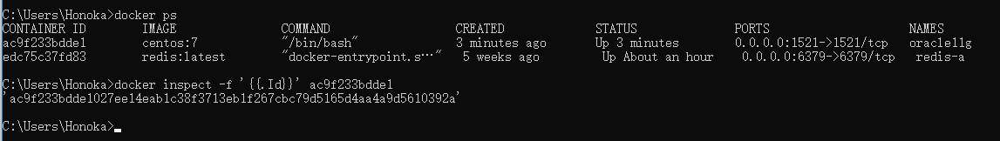 C:\Users\Honoka>docker ps
CONTAINER ID IMAGE COMMAND CREATED STATUS PORTS NAMES
ac9f233bdde1 centos:7 "/bin/bash" 3 minutes ago Up 3 minutes 0.0.0.0:1521->1521/tcp oracle11g
edc75c37fd83 redis:latest "docker-entrypoint.s…" 5 weeks ago Up About an hour 0.0.0.0:6379->6379/tcp redis-a
C:\Users\Honoka>docker inspect -f '{{.Id}}' ac9f233bdde1
'ac9f233bdde1027ee14eab1c38f3713eb1f267cbc79d5165d4aa4a9d5610392a'
C:\Users\Honoka>